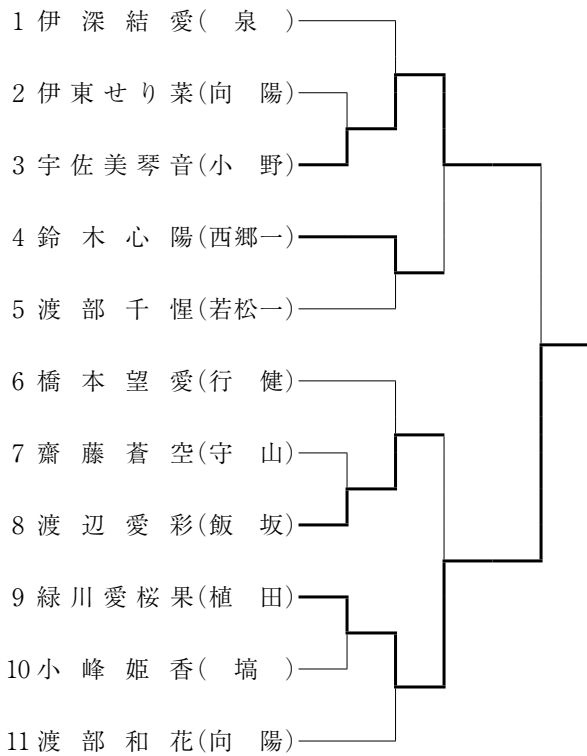 1 伊深結愛(泉)
2 伊東せり菜(向陽)
3 宇佐美琴音(小野)
4 鈴木心陽(西郷一)
5 渡部千惺(若松一)
6 橋本望愛(行健)
7 齋藤蒼空(守山)
8 渡辺愛彩(飯坂)
9 緑川愛桜果(植田)
10 小峰姫香(塙)
11 渡部和花(向陽)